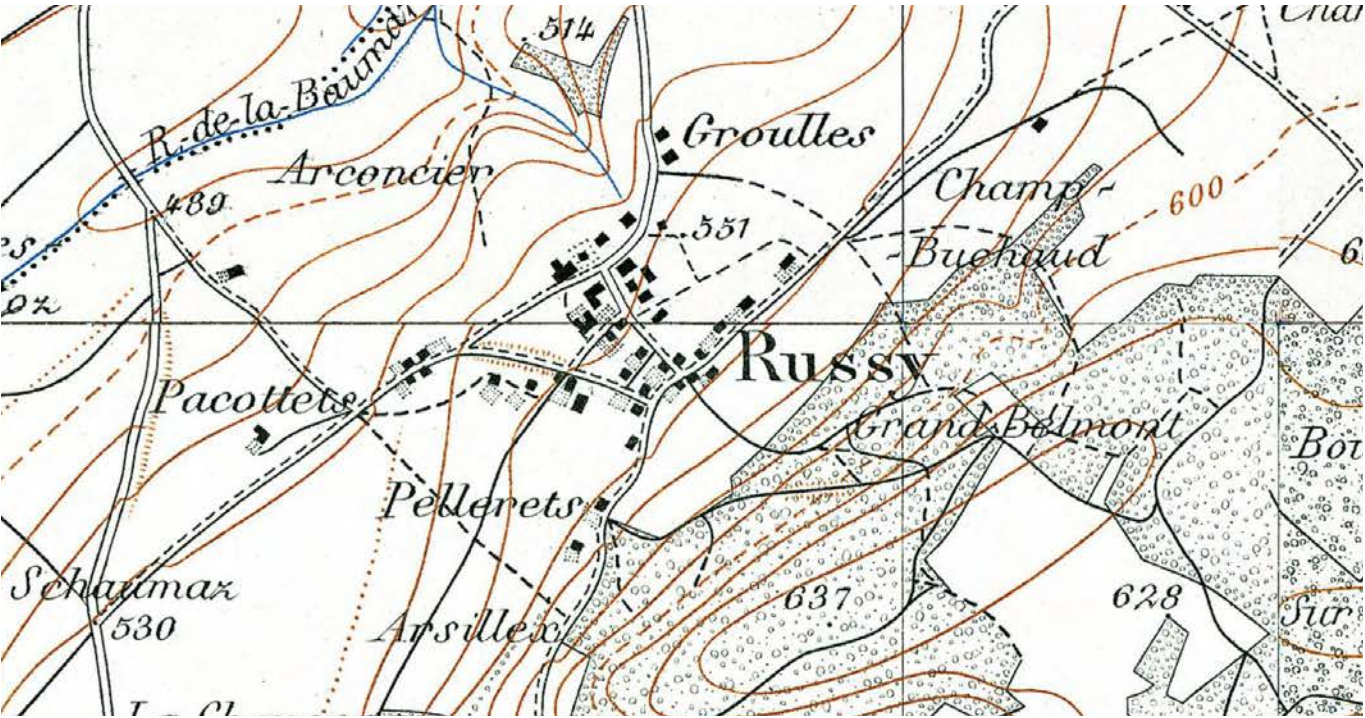 514
R.-de-la-Baumaz
Groulles
Arconcier
Champ-
600
489
551
-Buchaud
Russy
Pacottets
Grand Belmont
Pellerets
Schaumaz
637
628
530
Arsillex
Sur